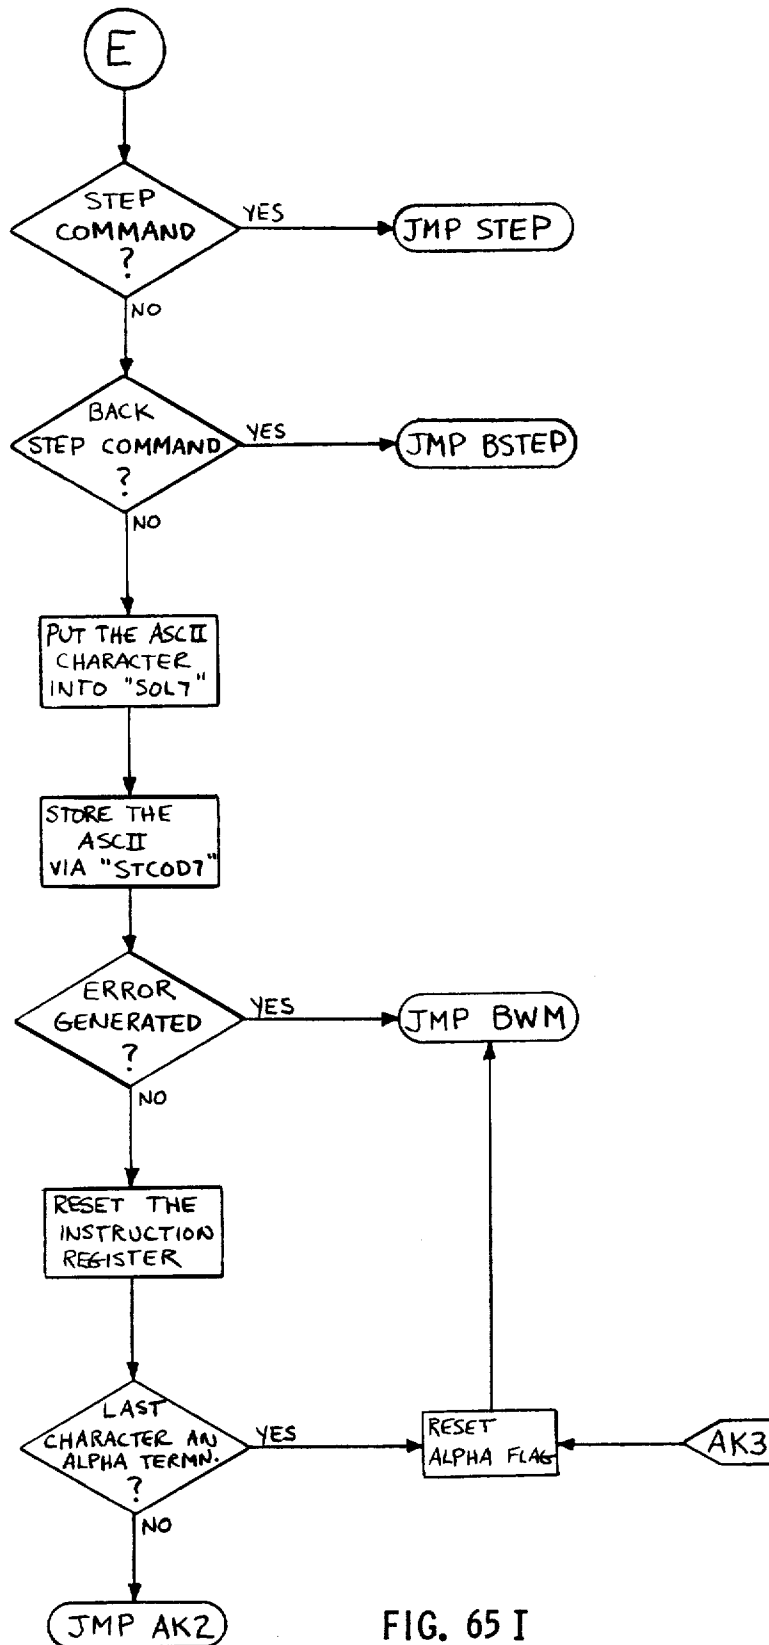 E
STEP
COMMAND
?
YES
JMP STEP
NO
BACK
STEP COMMAND
?
YES
JMP BSTEP
NO
PUT THE ASCII
CHARACTER
INTO "SOL7"
STORE THE
ASCII
VIA "STCOD7"
ERROR
GENERATED
?
YES
JMP BWM
NO
RESET THE
INSTRUCTION
REGISTER
LAST
CHARACTER AN
ALPHA TERMN.
?
YES
RESET
ALPHA FLAG
AK3
NO
JMP AK2
FIG. 65 I